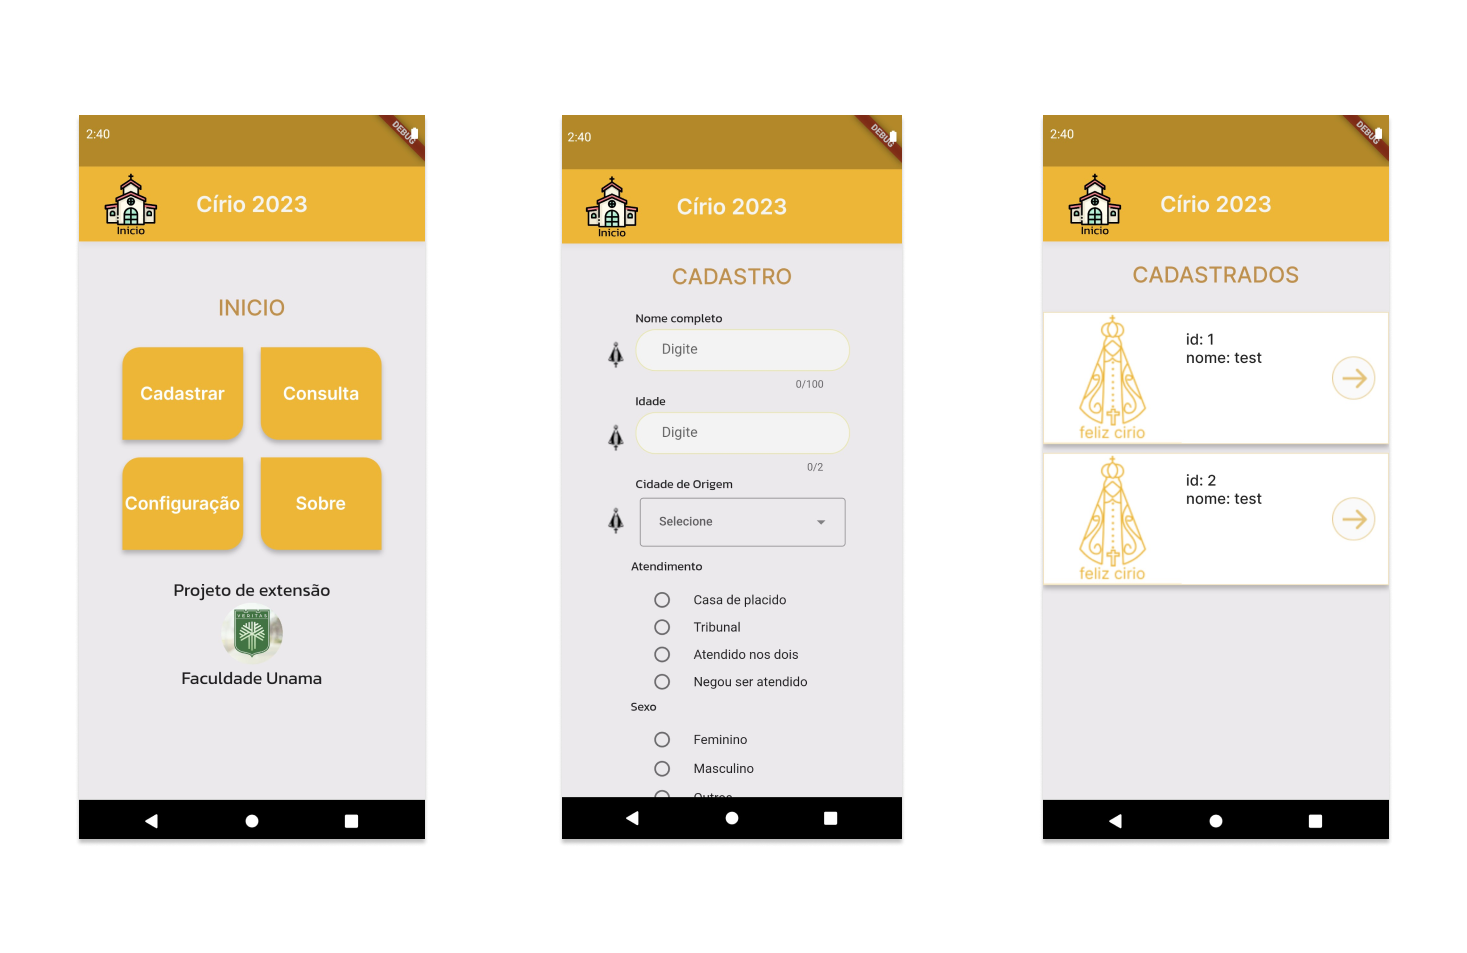 2:40
DEBUG
Inicio
Círio 2023
INICIO
Cadastrar
Consulta
Configuração
Sobre
Projeto de extensão
VERITAS
Faculdade Unama
2:40
DEBUG
Inicio
Círio 2023
CADASTRO
Nome completo
Digite
0/100
Idade
Digite
0/2
Cidade de Origem
Selecione
Atendimento
Casa de placido
Tribunal
Atendido nos dois
Negou ser atendido
Sexo
Feminino
Masculino
Outros
2:40
DEBUG
Inicio
Círio 2023
CADASTRADOS
id: 1
nome: test
feliz cirio
id: 2
nome: test
feliz cirio